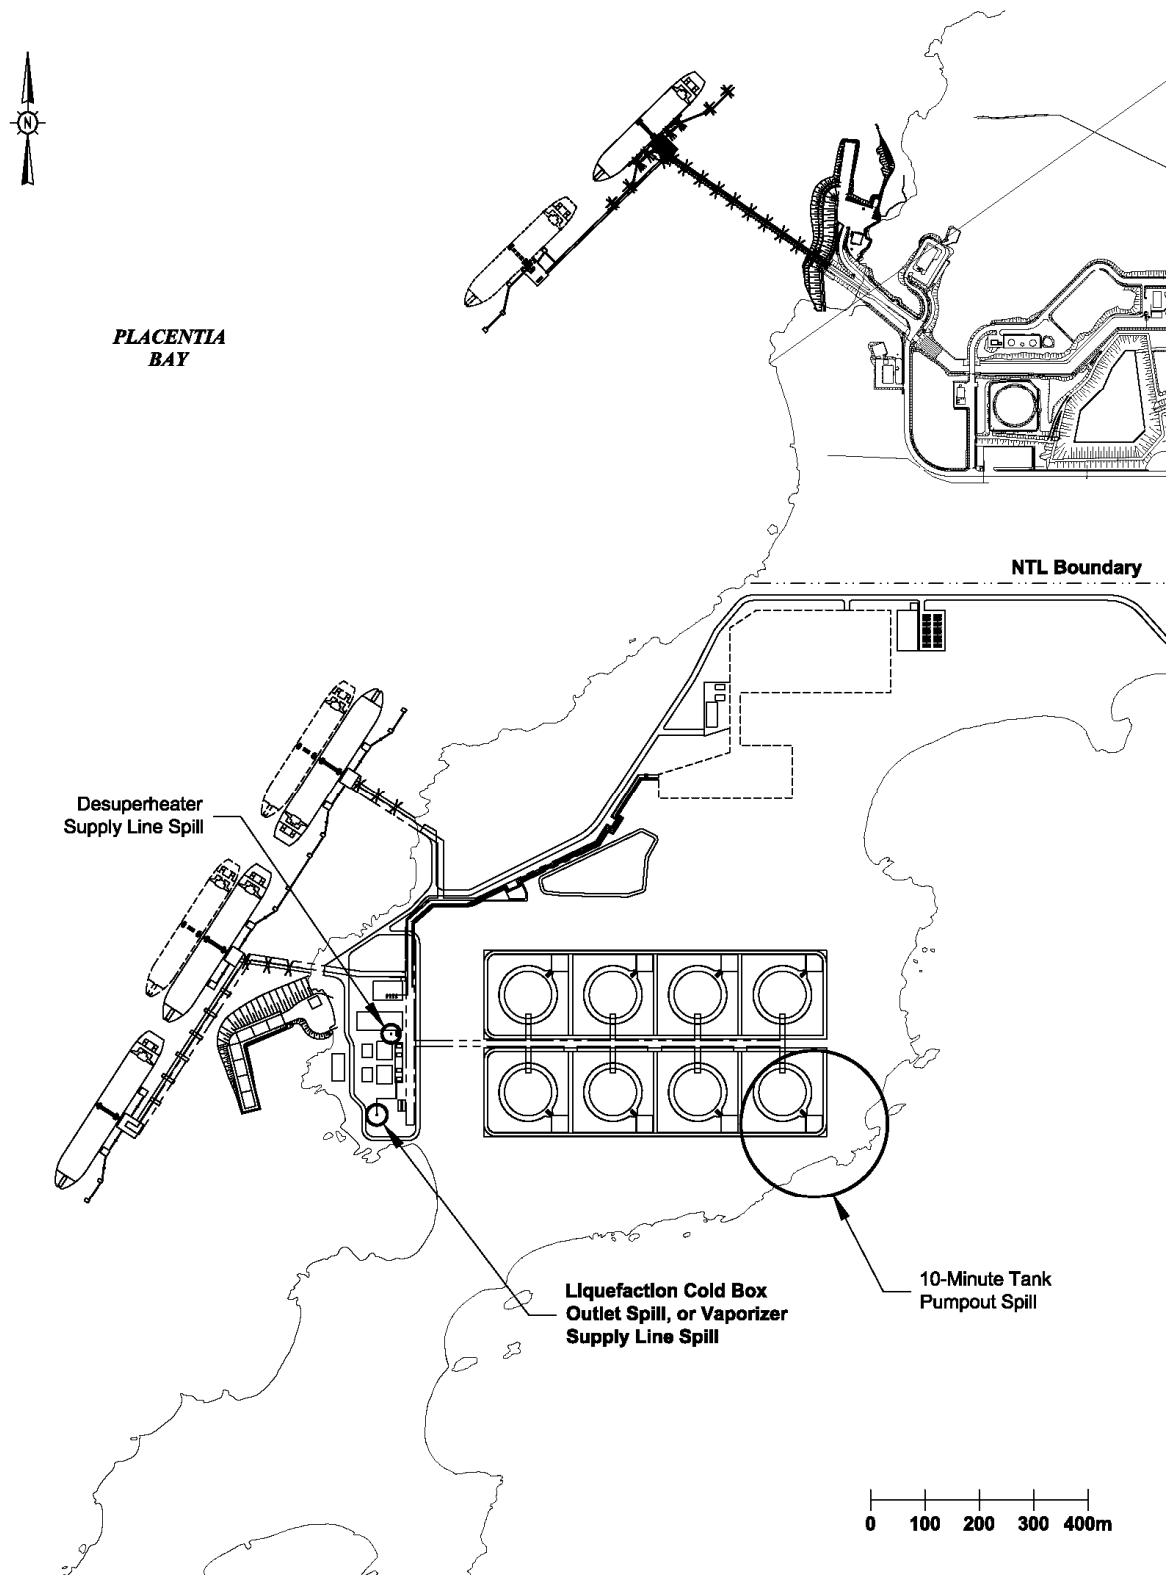 N
PLACENTIA
BAY
NTL Boundary
Desuperheater
Supply Line Spill
Liquefaction Cold Box
Outlet Spill, or Vaporizer
Supply Line Spill
10-Minute Tank
Pumpout Spill
0 100 200 300 400m